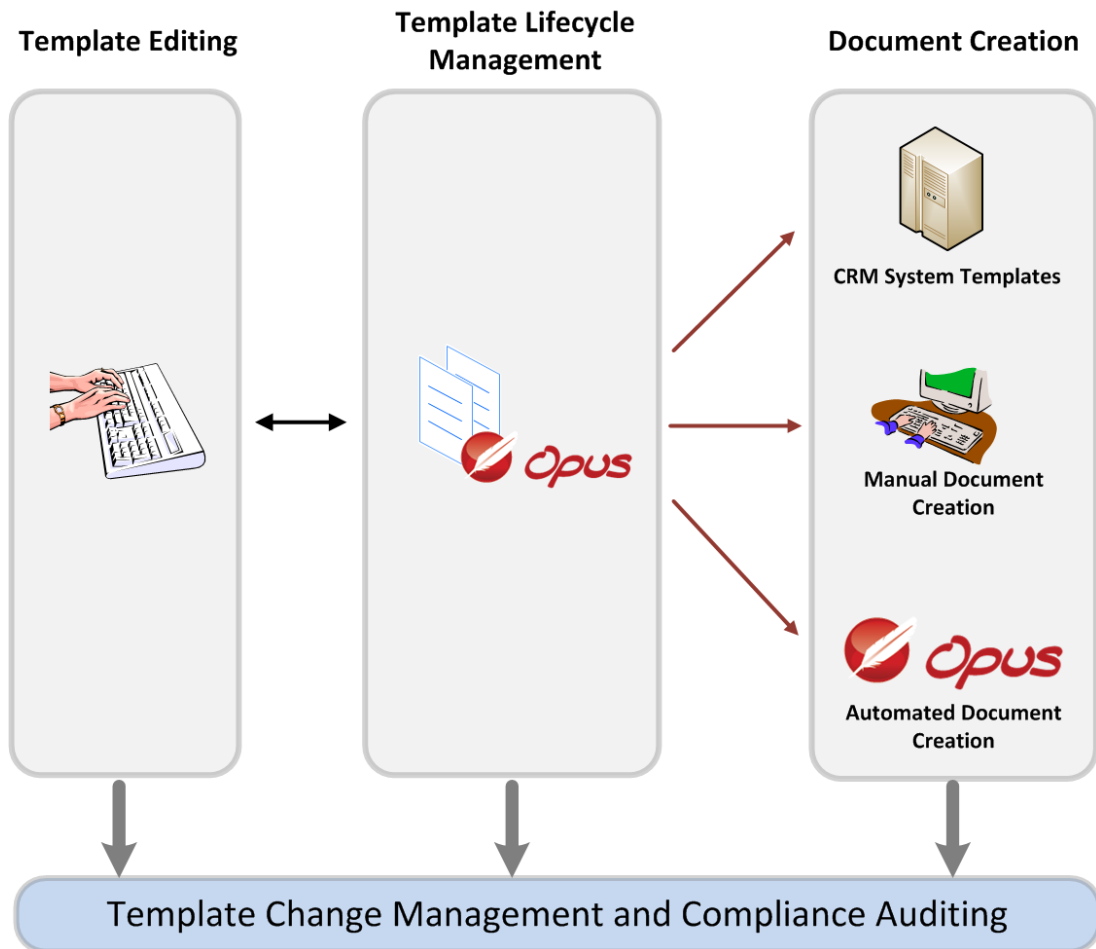 Template Editing
Template Lifecycle
Management
Document Creation
CRM System Templates
Opus
Manual Document
Creation
Opus
Automated Document
Creation
Template Change Management and Compliance Auditing